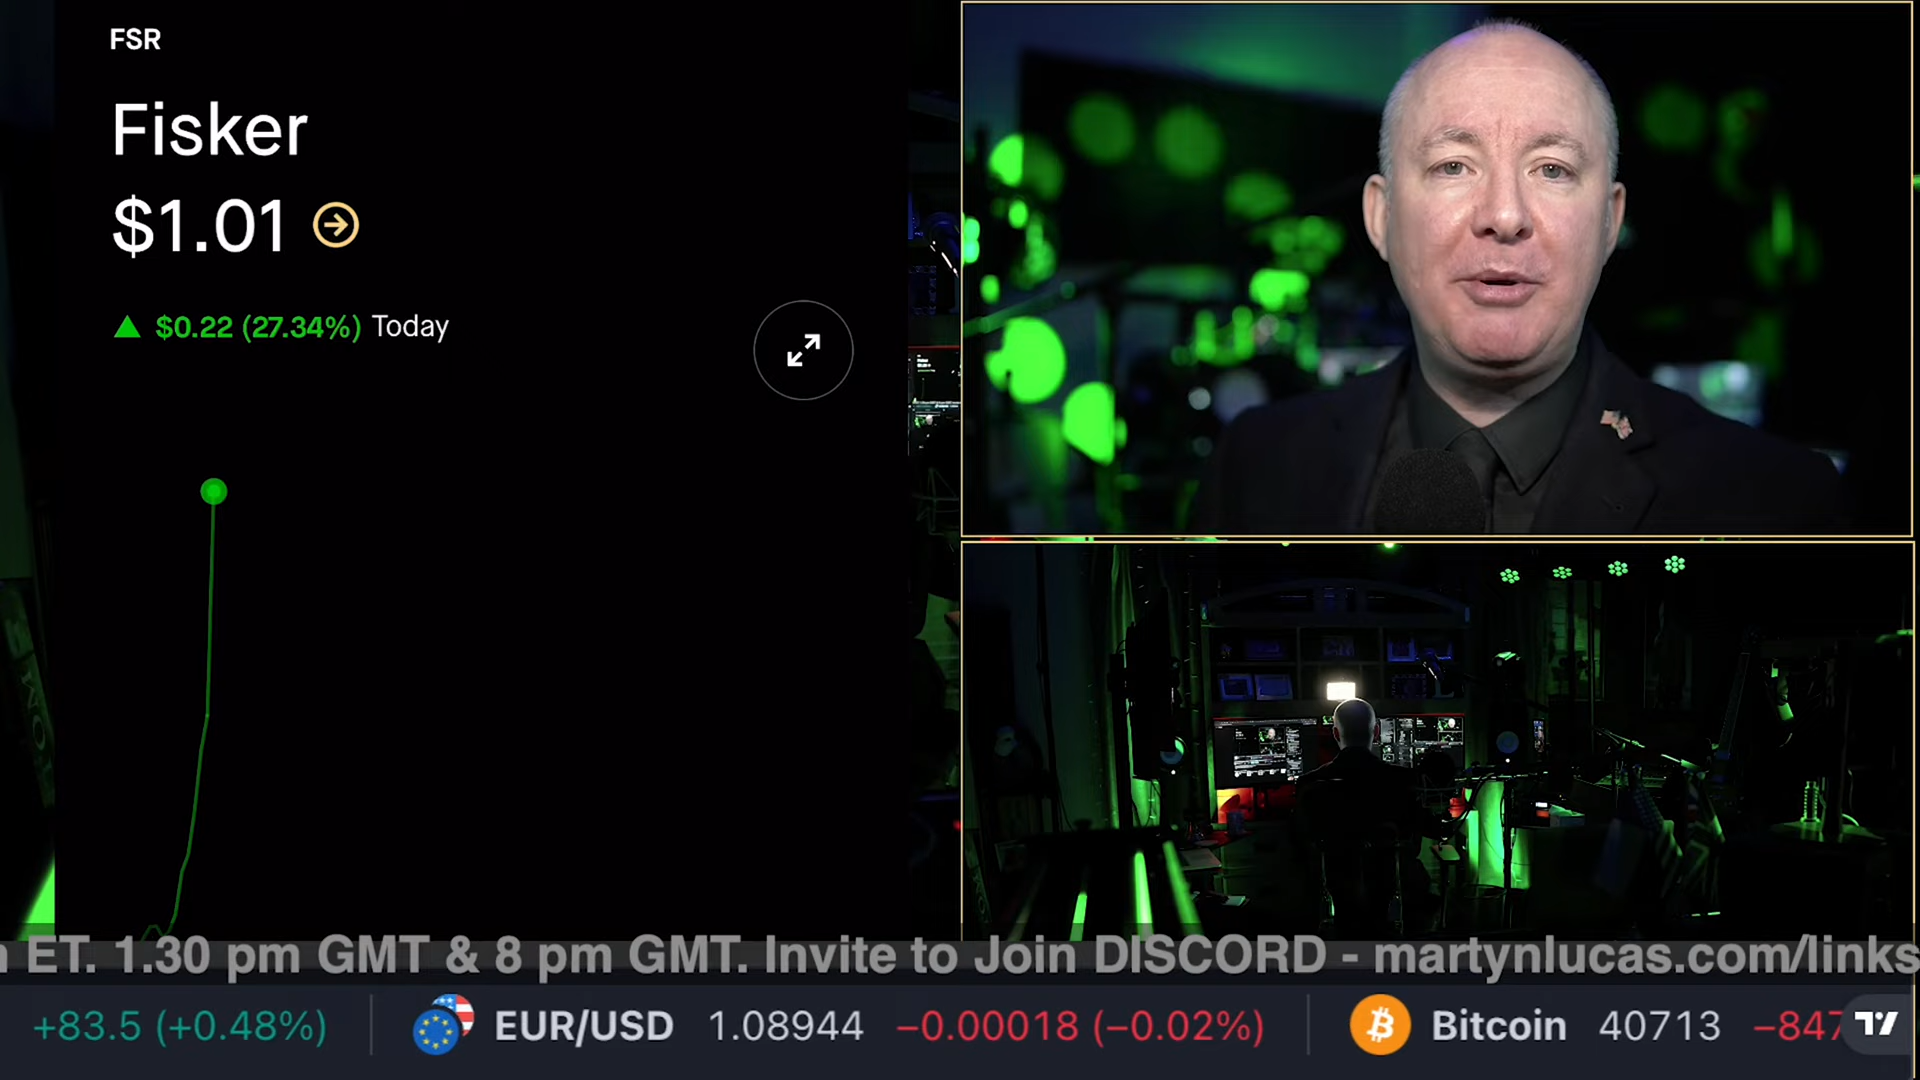 FSR
Fisker
$1.01
$0.22 (27.34%) Today
ET. 1.30 pm GMT & 8 pm GMT. Invite to Join DISCORD - martynlucas.com/links
+83.5 (+0.48%) EUR/USD 1.08944 −0.00018 (−0.02%) Bitcoin 40713 −847